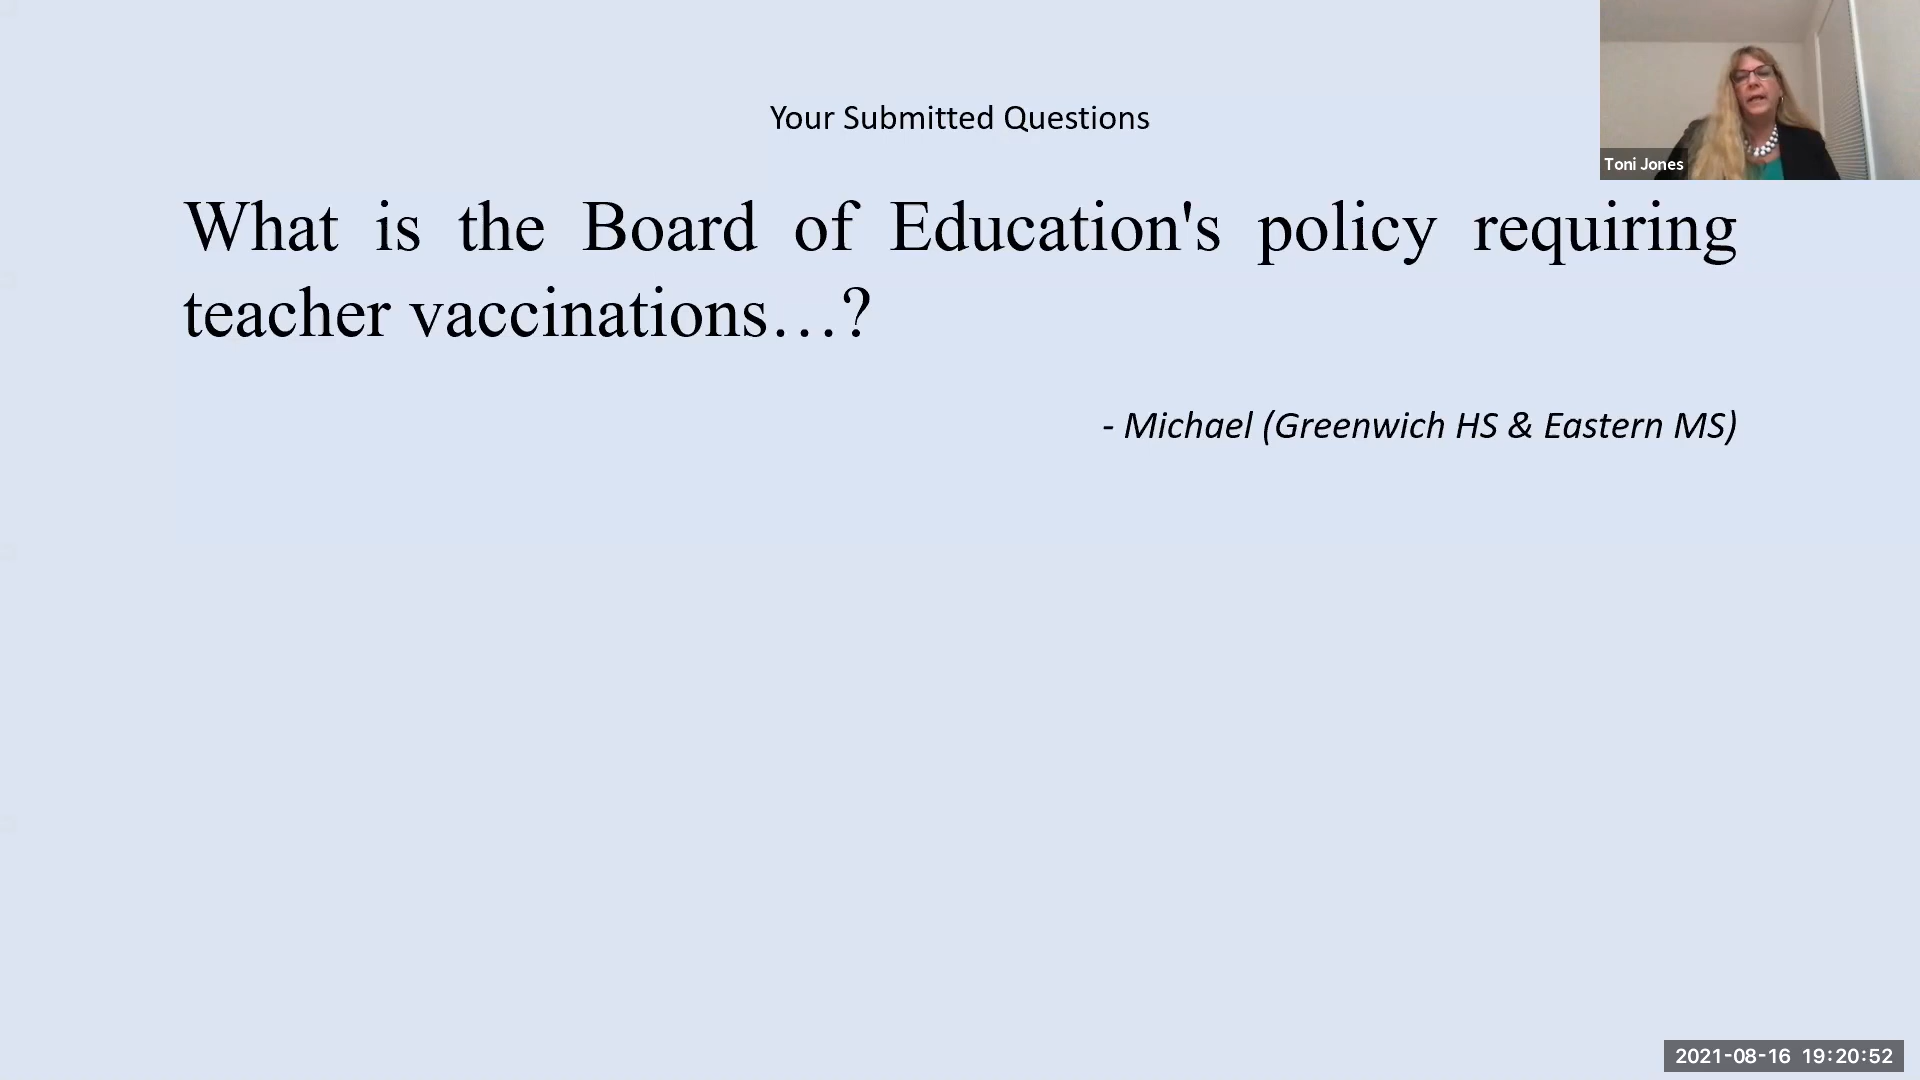 Your Submitted Questions
What is the Board of Education's policy requiring
teacher vaccinations…?
- Michael (Greenwich HS & Eastern MS)
Toni Jones
2021-08-16 19:20:52